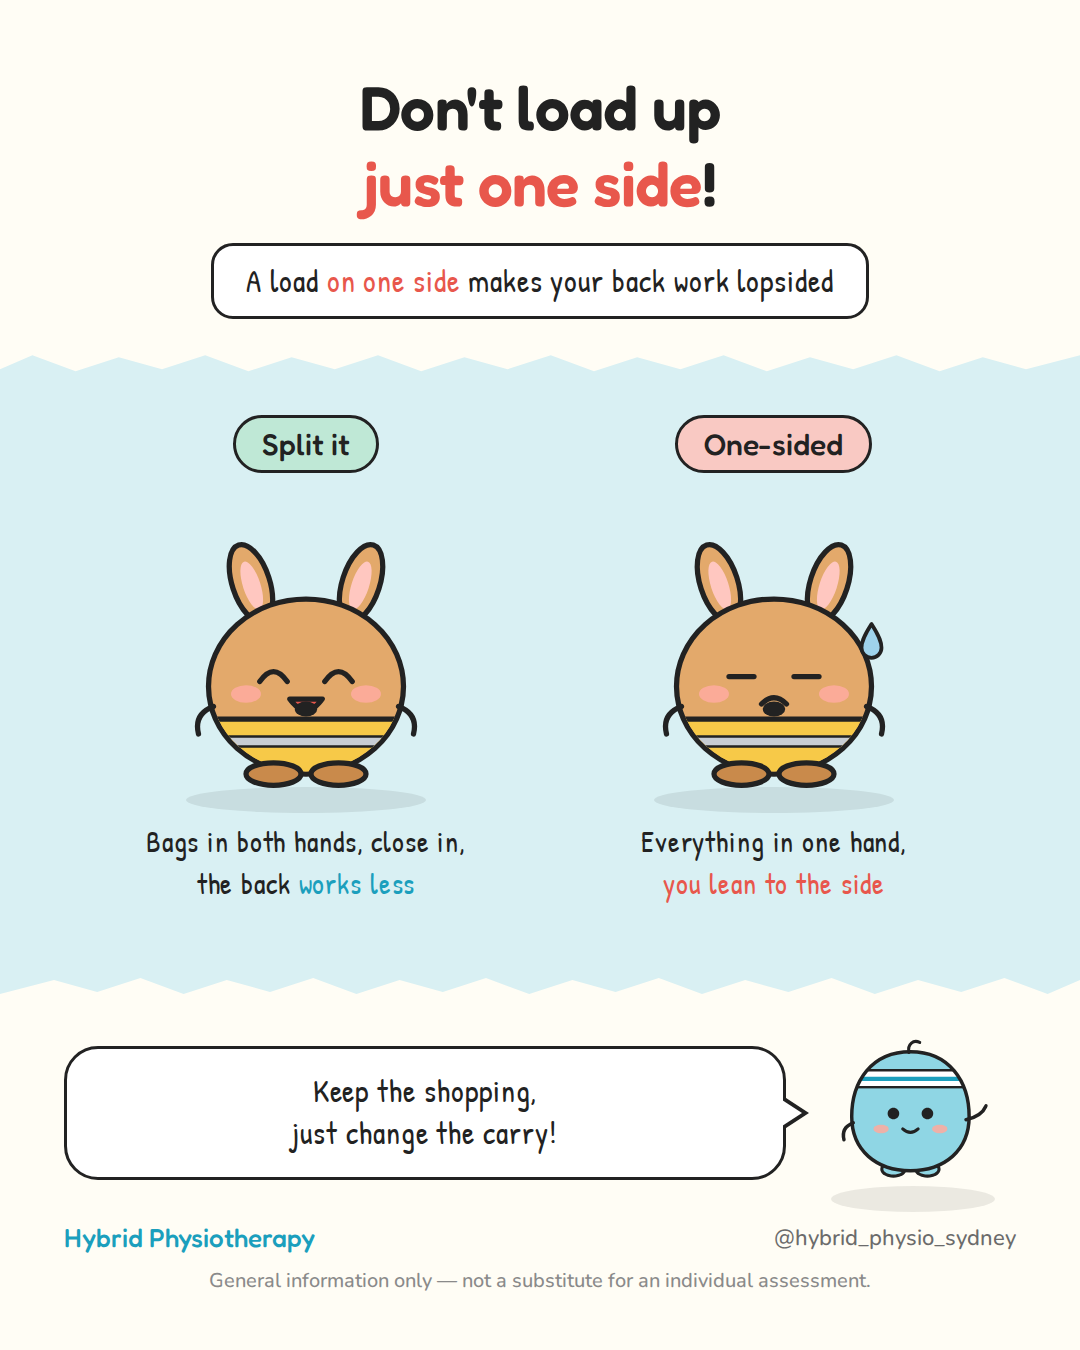 Don't load up
just one side!
A load on one side makes your back work lopsided
Split it
One-sided
Bags in both hands, close in,
the back works less
Everything in one hand,
you lean to the side
Keep the shopping,
just change the carry!
Hybrid Physiotherapy
@hybrid_physio_sydney
General information only — not a substitute for an individual assessment.